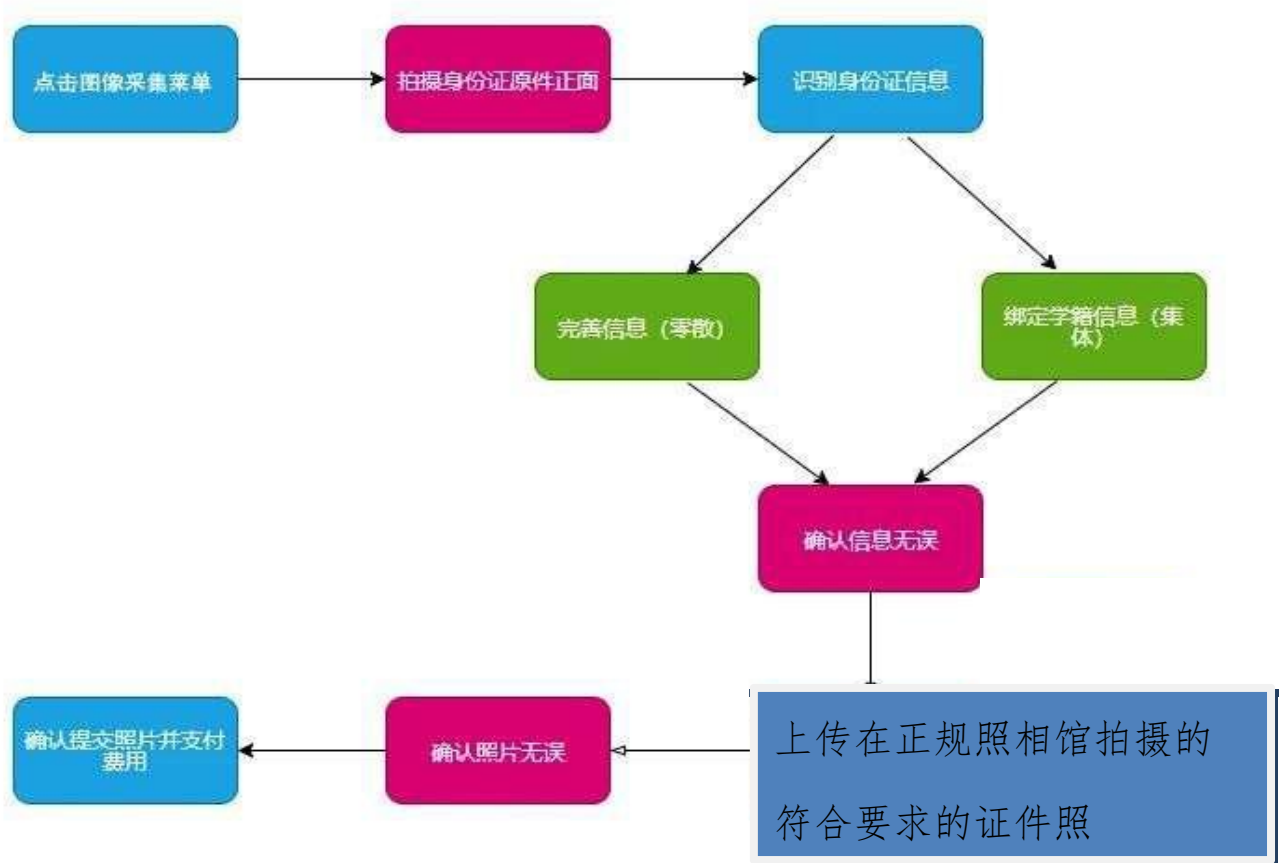 点击图像采集菜单
拍摄身份证原件正面
识别身份证信息
完善信息（零散）
绑定学籍信息（集
体）
确认信息无误
上传在正规照相馆拍摄的
符合要求的证件照
确认照片无误
确认提交照片并支付
费用